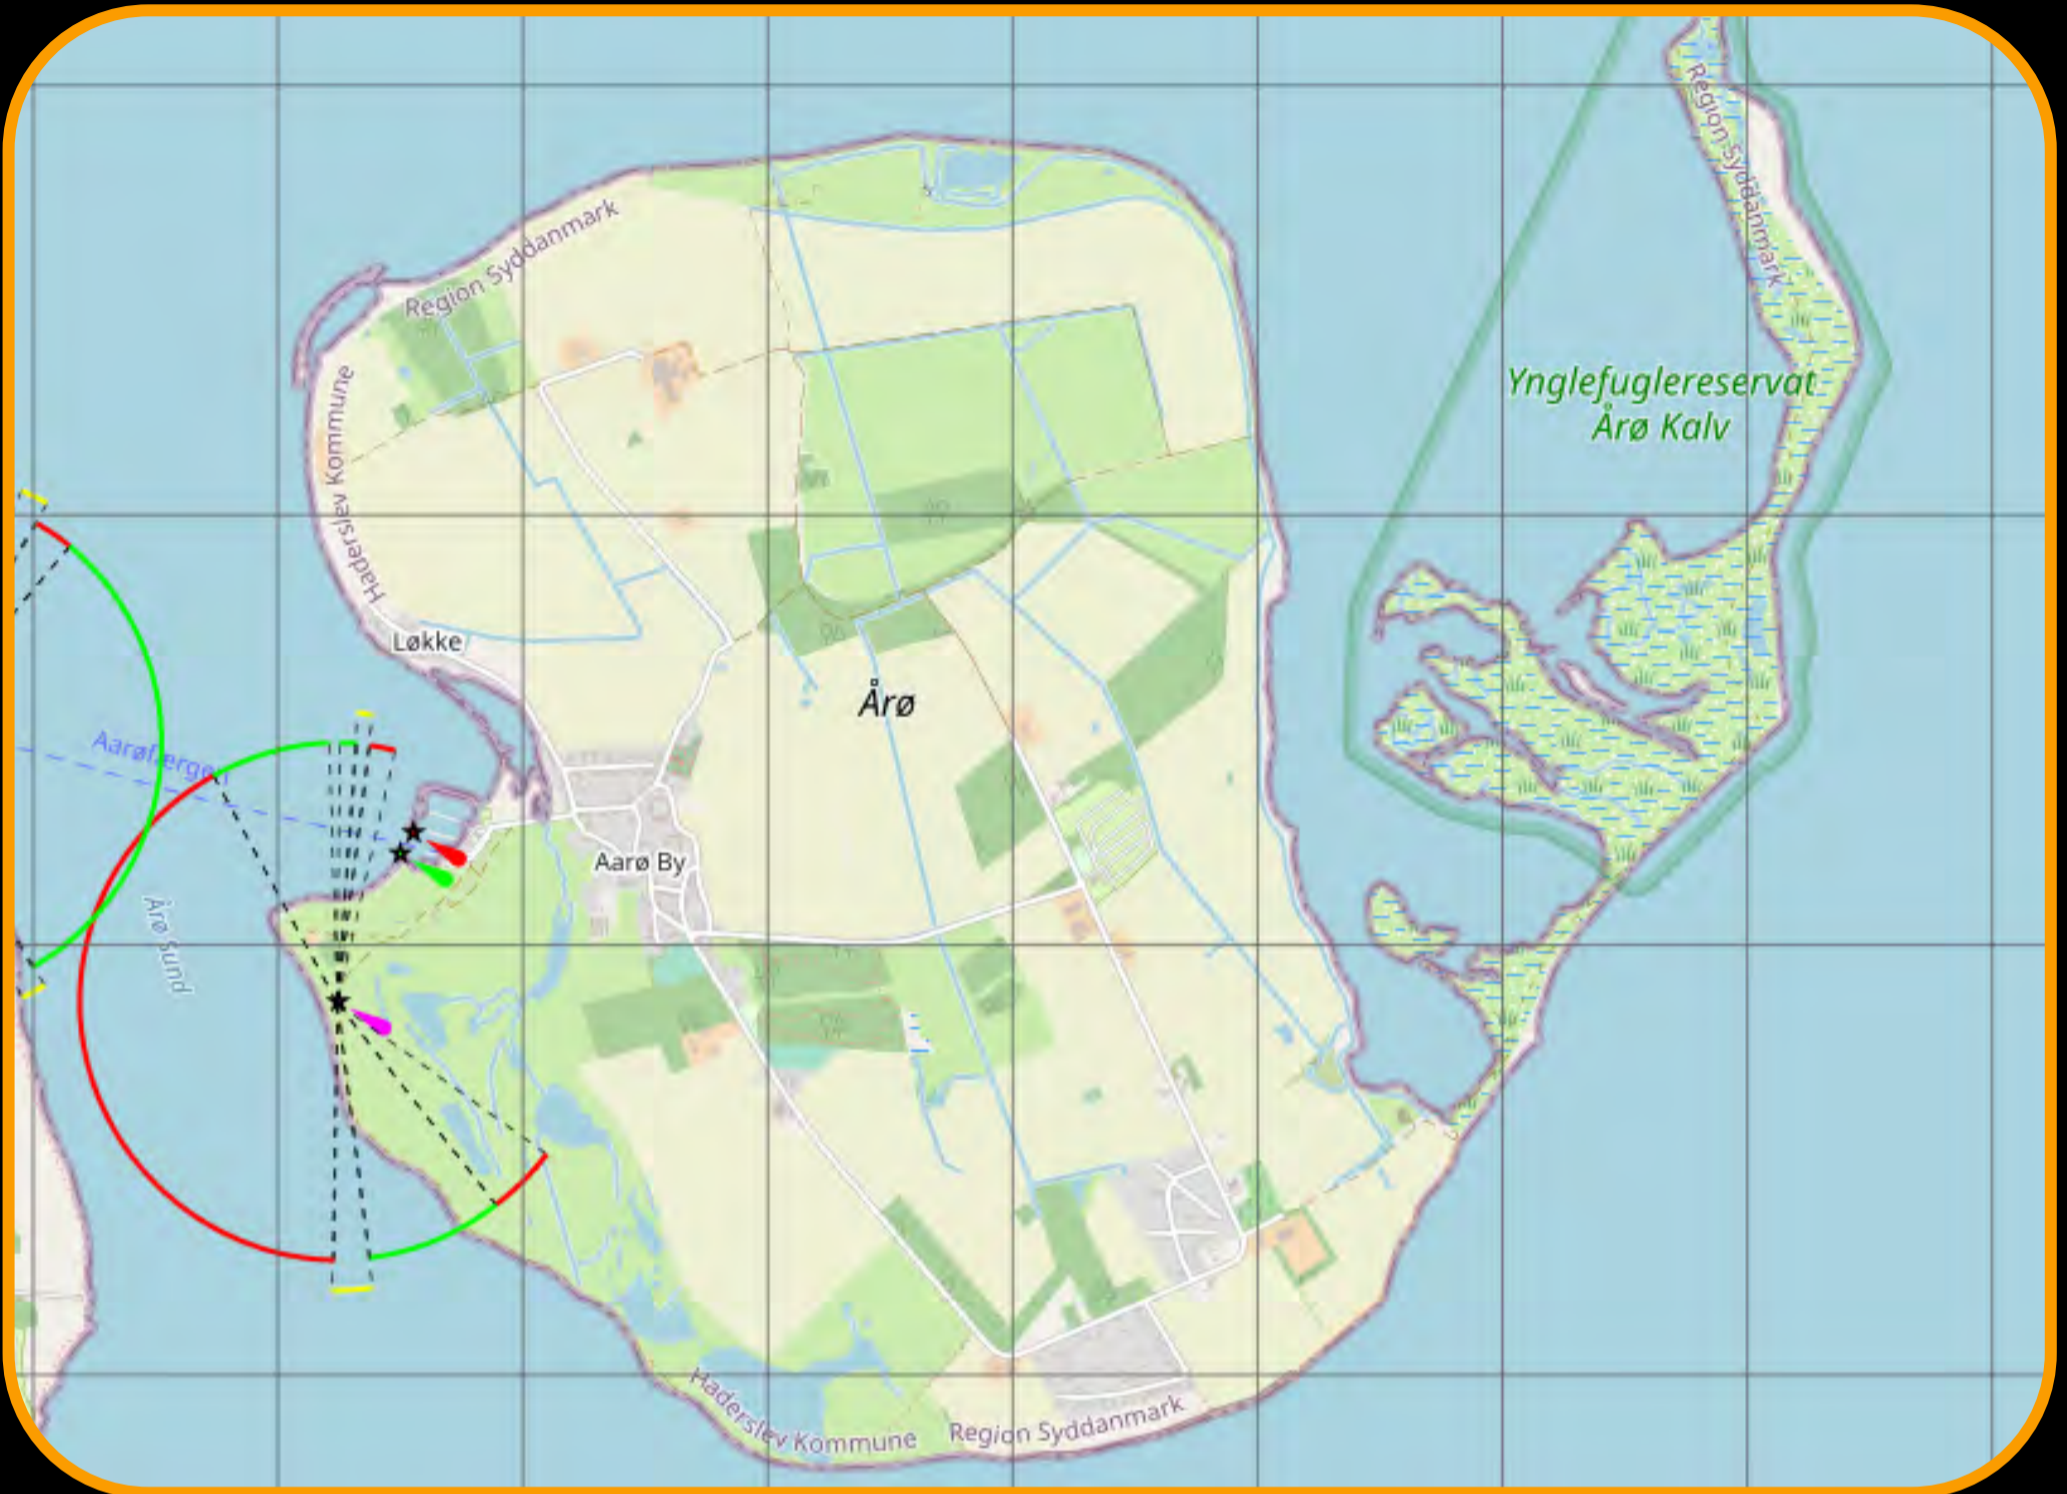 Region Syddanmark
Region Syddanmark
Ynglefuglereservat
Årø Kalv
Haderslev Kommune
Løkke
Årø
Aarøfærgen
Aarø By
Årø Sund
Haderslev Kommune
Region Syddanmark